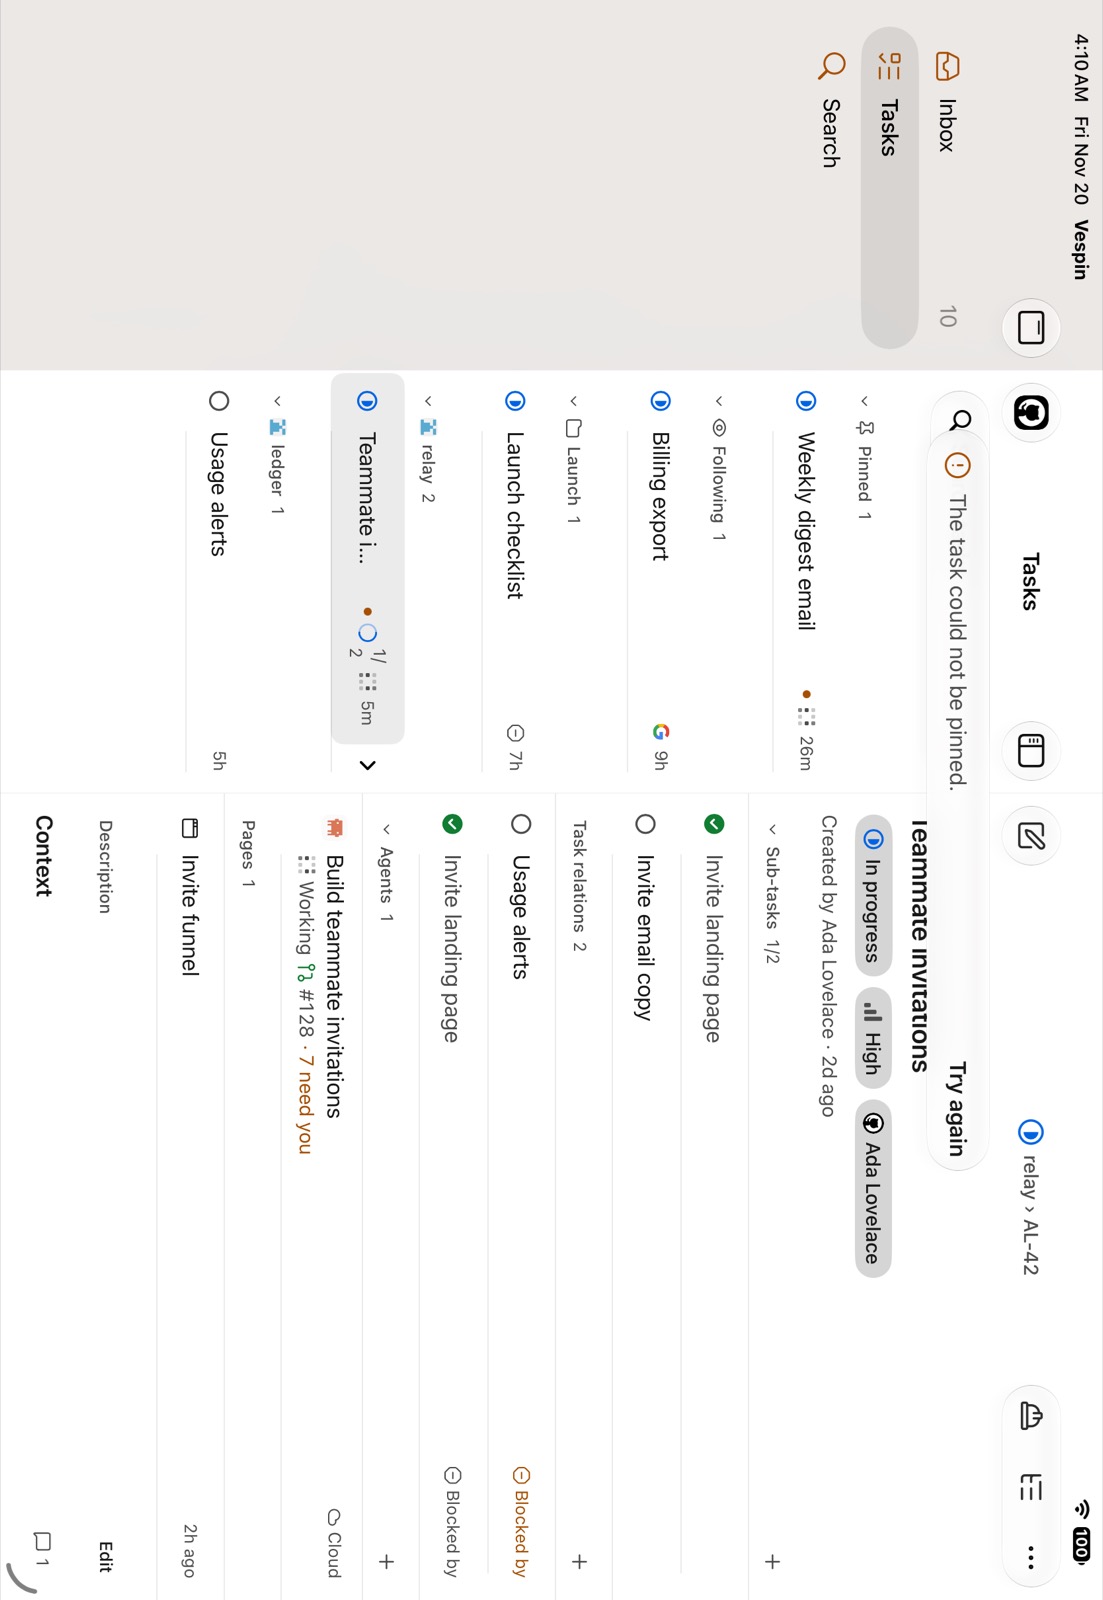 4:10 AM Fri Nov 20 Vespin
100
Inbox 10
Tasks
Search
Tasks
The task could not be pinned. Try again
Pinned 1
Weekly digest email 26m
Following 1
Billing export 9h
Launch 1
Launch checklist 7h
relay 2
Teammate i... 1/2 5m
ledger 1
Usage alerts 5h
relay › AL-42
Teammate invitations
In progress High Ada Lovelace
Created by Ada Lovelace · 2d ago
Sub-tasks 1/2
Invite landing page
Invite email copy
Task relations 2
Usage alerts Blocked by
Invite landing page Blocked by
Agents 1
Build teammate invitations Cloud
Working #128 · 7 need you
Pages 1
Invite funnel 2h ago
Description Edit
Context 1